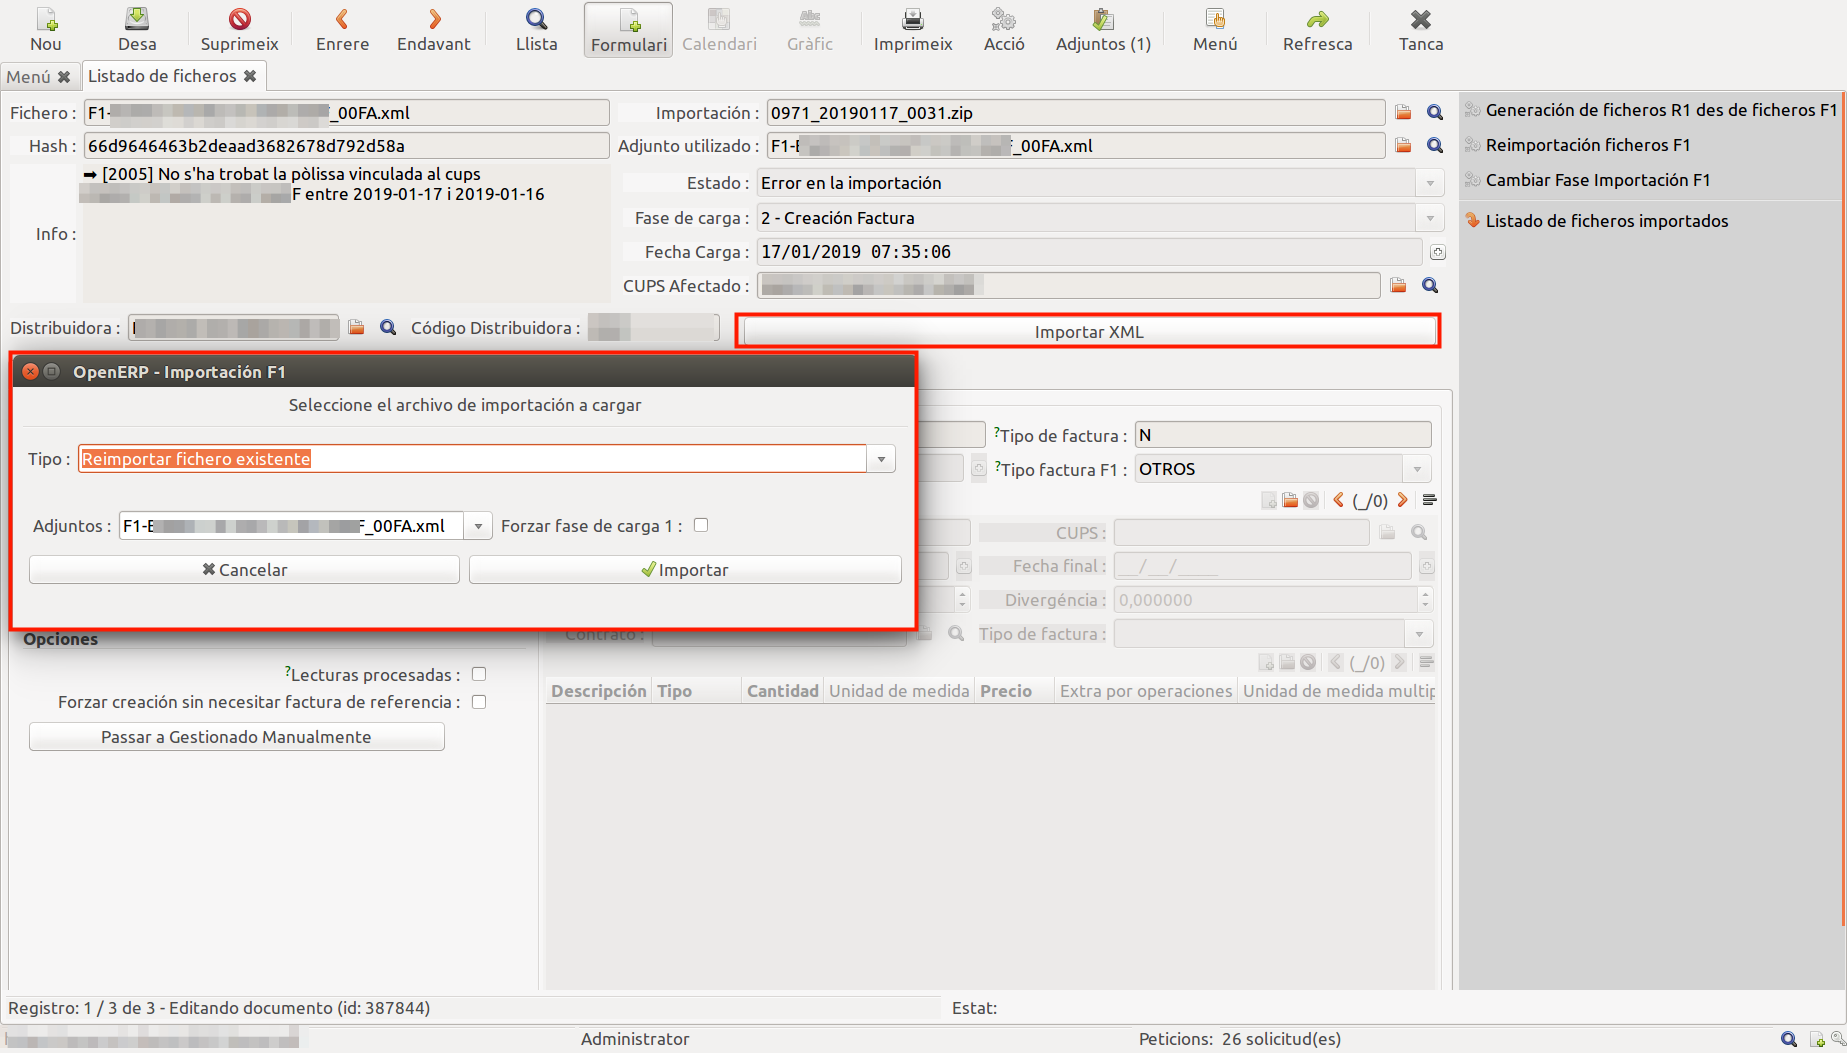 Nou Desa Suprimeix Enrere Endavant Llista Formulari Calendari Gràfic Imprimeix Acció Adjuntos (1) Menú Refresca Tanca
Menú Listado de ficheros
Fichero : F1- _00FA.xml
Importación : 0971_20190117_0031.zip
Hash : 66d9646463b2deaad3682678d792d58a
Adjunto utilizado : F1- _00FA.xml
Info : ➡ [2005] No s'ha trobat la pòlissa vinculada al cups
F entre 2019-01-17 i 2019-01-16
Estado : Error en la importación
Fase de carga : 2 - Creación Factura
Fecha Carga : 17/01/2019 07:35:06
CUPS Afectado :
Distribuidora : Código Distribuidora : Importar XML
Generación de ficheros R1 des de ficheros F1
Reimportación ficheros F1
Cambiar Fase Importación F1
Listado de ficheros importados
OpenERP - Importación F1
Seleccione el archivo de importación a cargar
Tipo : Reimportar fichero existente
Adjuntos : F1- _00FA.xml Forzar fase de carga 1 :
Cancelar Importar
?Tipo de factura : N
?Tipo factura F1 : OTROS
(_/0)
CUPS :
Fecha final : __/__/____
Divergéncia : 0,000000
Contrato : Tipo de factura :
(_/0)
Opciones
?Lecturas procesadas :
Forzar creación sin necesitar factura de referencia :
Passar a Gestionado Manualmente
Descripción Tipo Cantidad Unidad de medida Precio Extra por operaciones Unidad de medida multip
Registro: 1 / 3 de 3 - Editando documento (id: 387844) Estat:
Administrator Peticions: 26 solicitud(es)